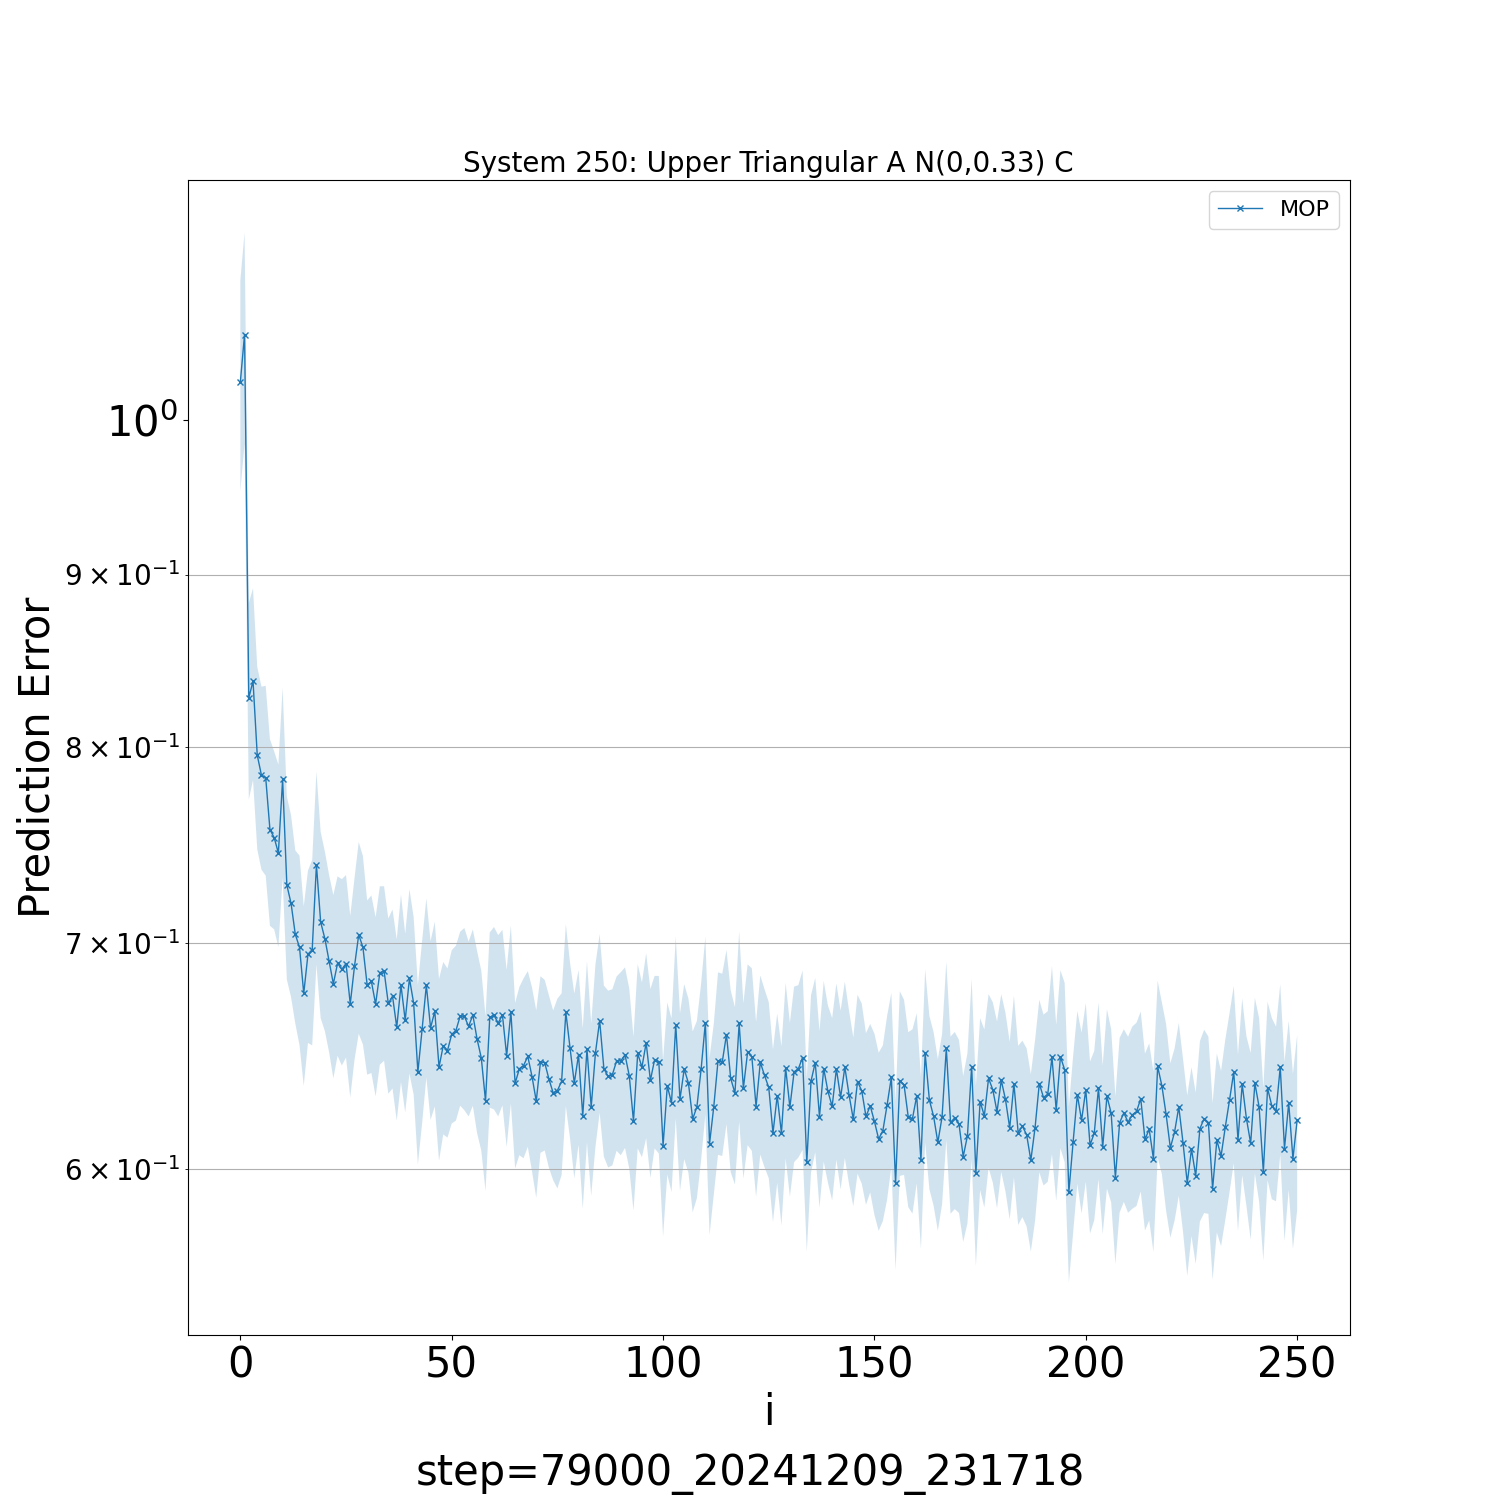 System 250: Upper Triangular A N(0,0.33) C
MOP
10⁰
9 × 10⁻¹
8 × 10⁻¹
7 × 10⁻¹
6 × 10⁻¹
Prediction Error
0 50 100 150 200 250
i
step=79000_20241209_231718